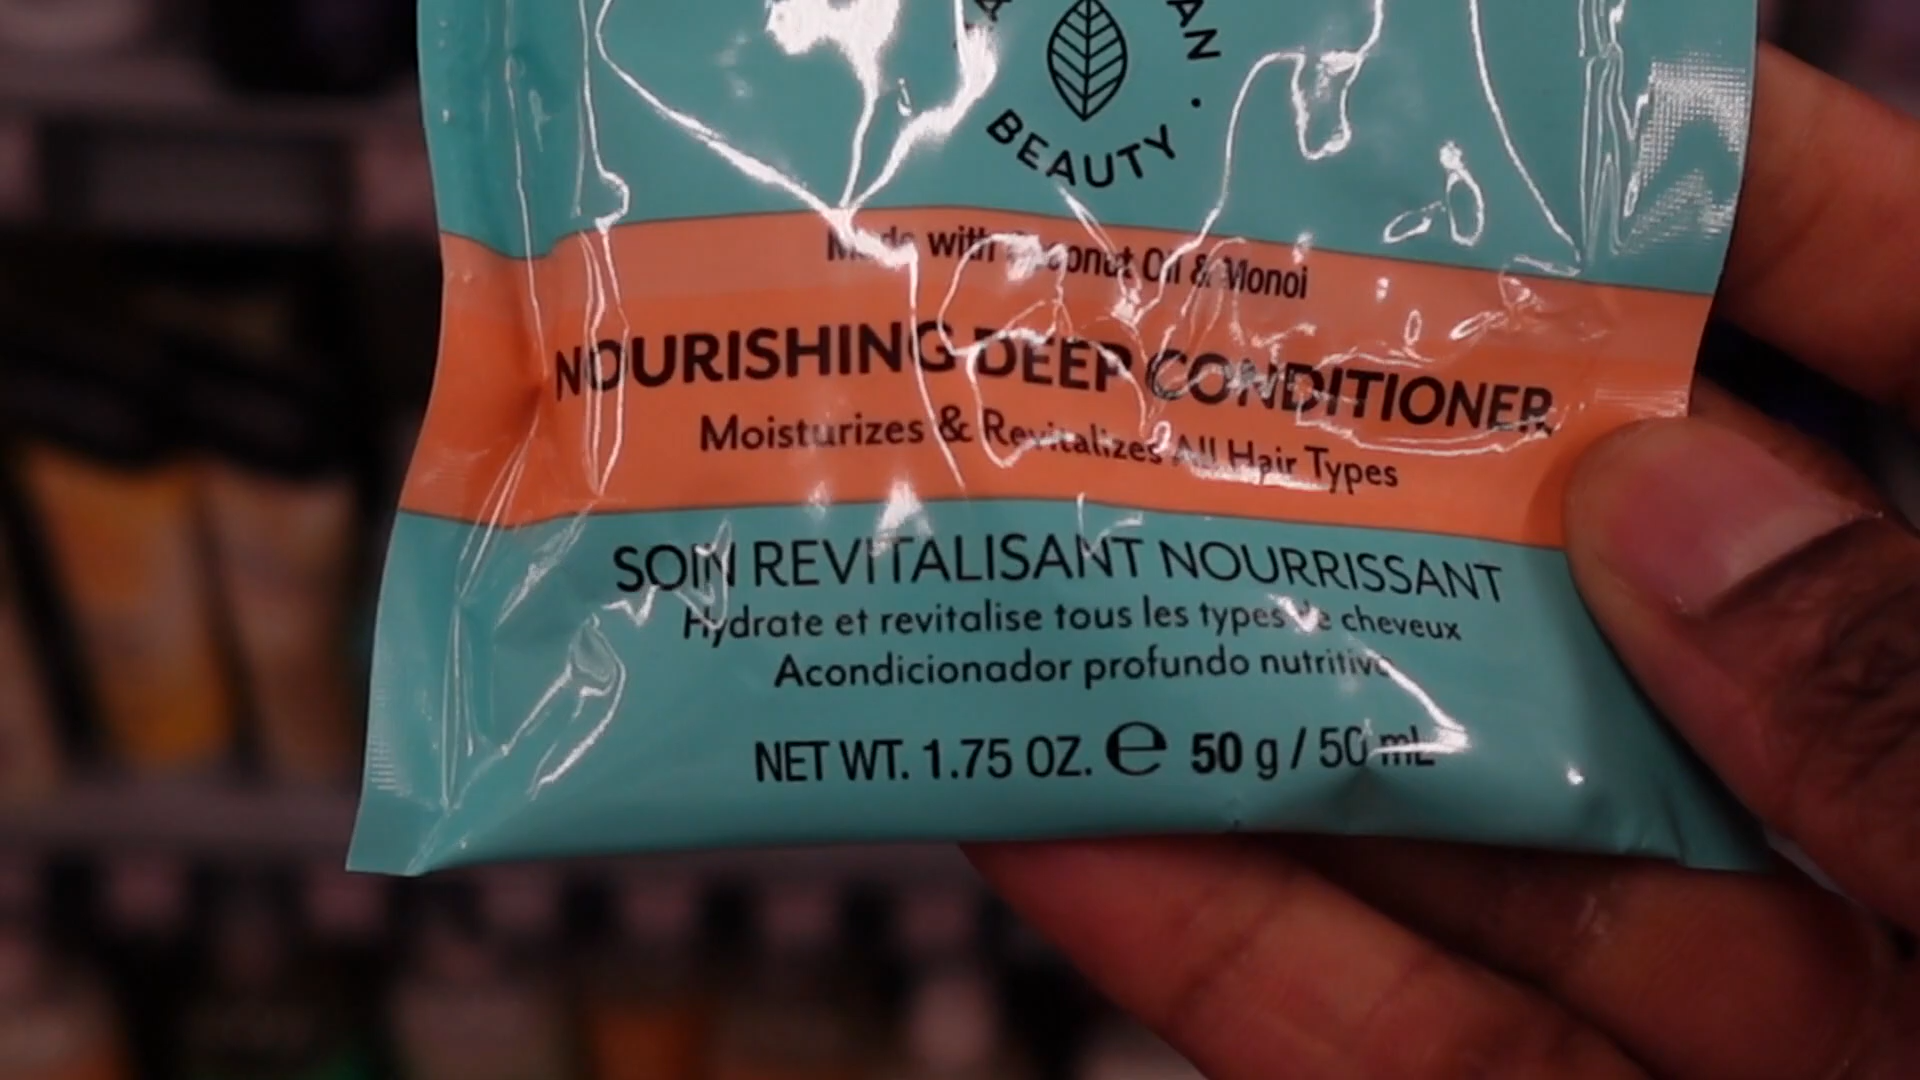 BEAUTY ·
Made with Coconut Oil & Monoi
NOURISHING DEEP CONDITIONER
Moisturizes & Revitalizes All Hair Types
SOIN REVITALISANT NOURRISSANT
Hydrate et revitalise tous les types de cheveux
Acondicionador profundo nutritivo
NET WT. 1.75 OZ. ℮ 50 g / 50 mL